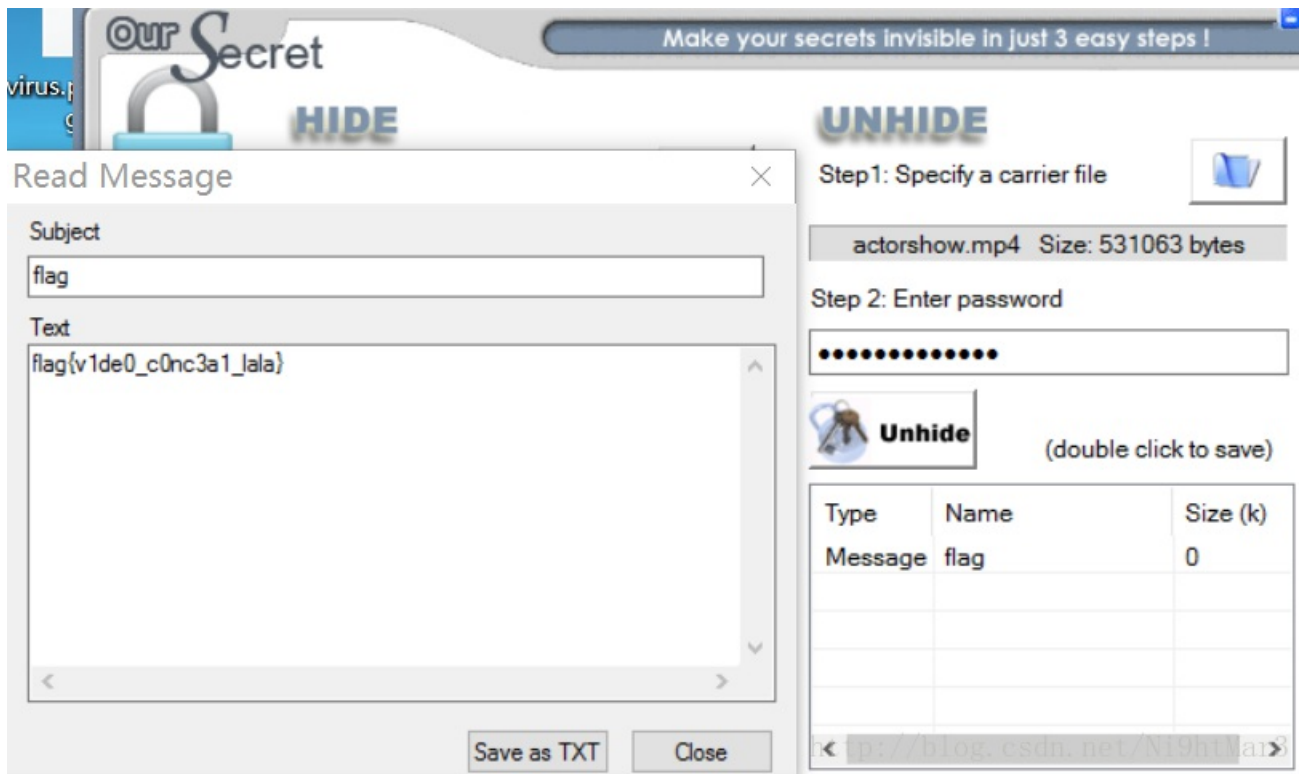 Our Secret
Make your secrets invisible in just 3 easy steps !
virus.p
g
HIDE
UNHIDE
Read Message
Step1: Specify a carrier file
Subject
actorshow.mp4 Size: 531063 bytes
flag
Step 2: Enter password
Text
flag{v1de0_c0nc3a1_lala}
Unhide
(double click to save)
Type Name Size (k)
Message flag 0
Save as TXT
Close
http://blog.csdn.net/N19htMar3